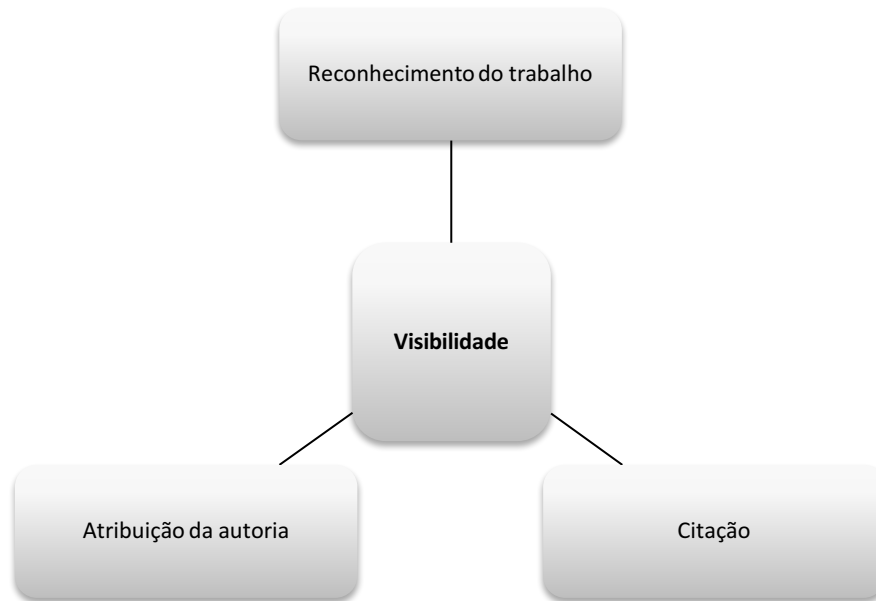 Reconhecimento do trabalho
Visibilidade
Atribuição da autoria
Citação